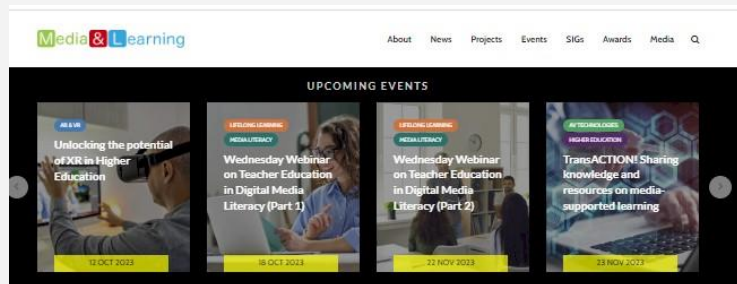 Media & Learning
About News Projects Events SIGs Awards Media
UPCOMING EVENTS
AR & VR
Unlocking the potential
of XR in Higher
Education
12 OCT 2023
LIFELONG LEARNING
MEDIA LITERACY
Wednesday Webinar
on Teacher Education
in Digital Media
Literacy (Part 1)
18 OCT 2023
LIFELONG LEARNING
MEDIA LITERACY
Wednesday Webinar
on Teacher Education
in Digital Media
Literacy (Part 2)
22 NOV 2023
AV TECHNOLOGIES
HIGHER EDUCATION
TransACTION! Sharing
knowledge and
resources on media-
supported learning
23 NOV 2023